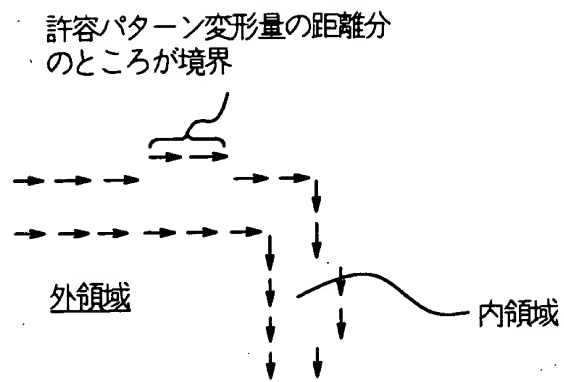 許容パターン変形量の距離分
のところが境界
外領域
内領域